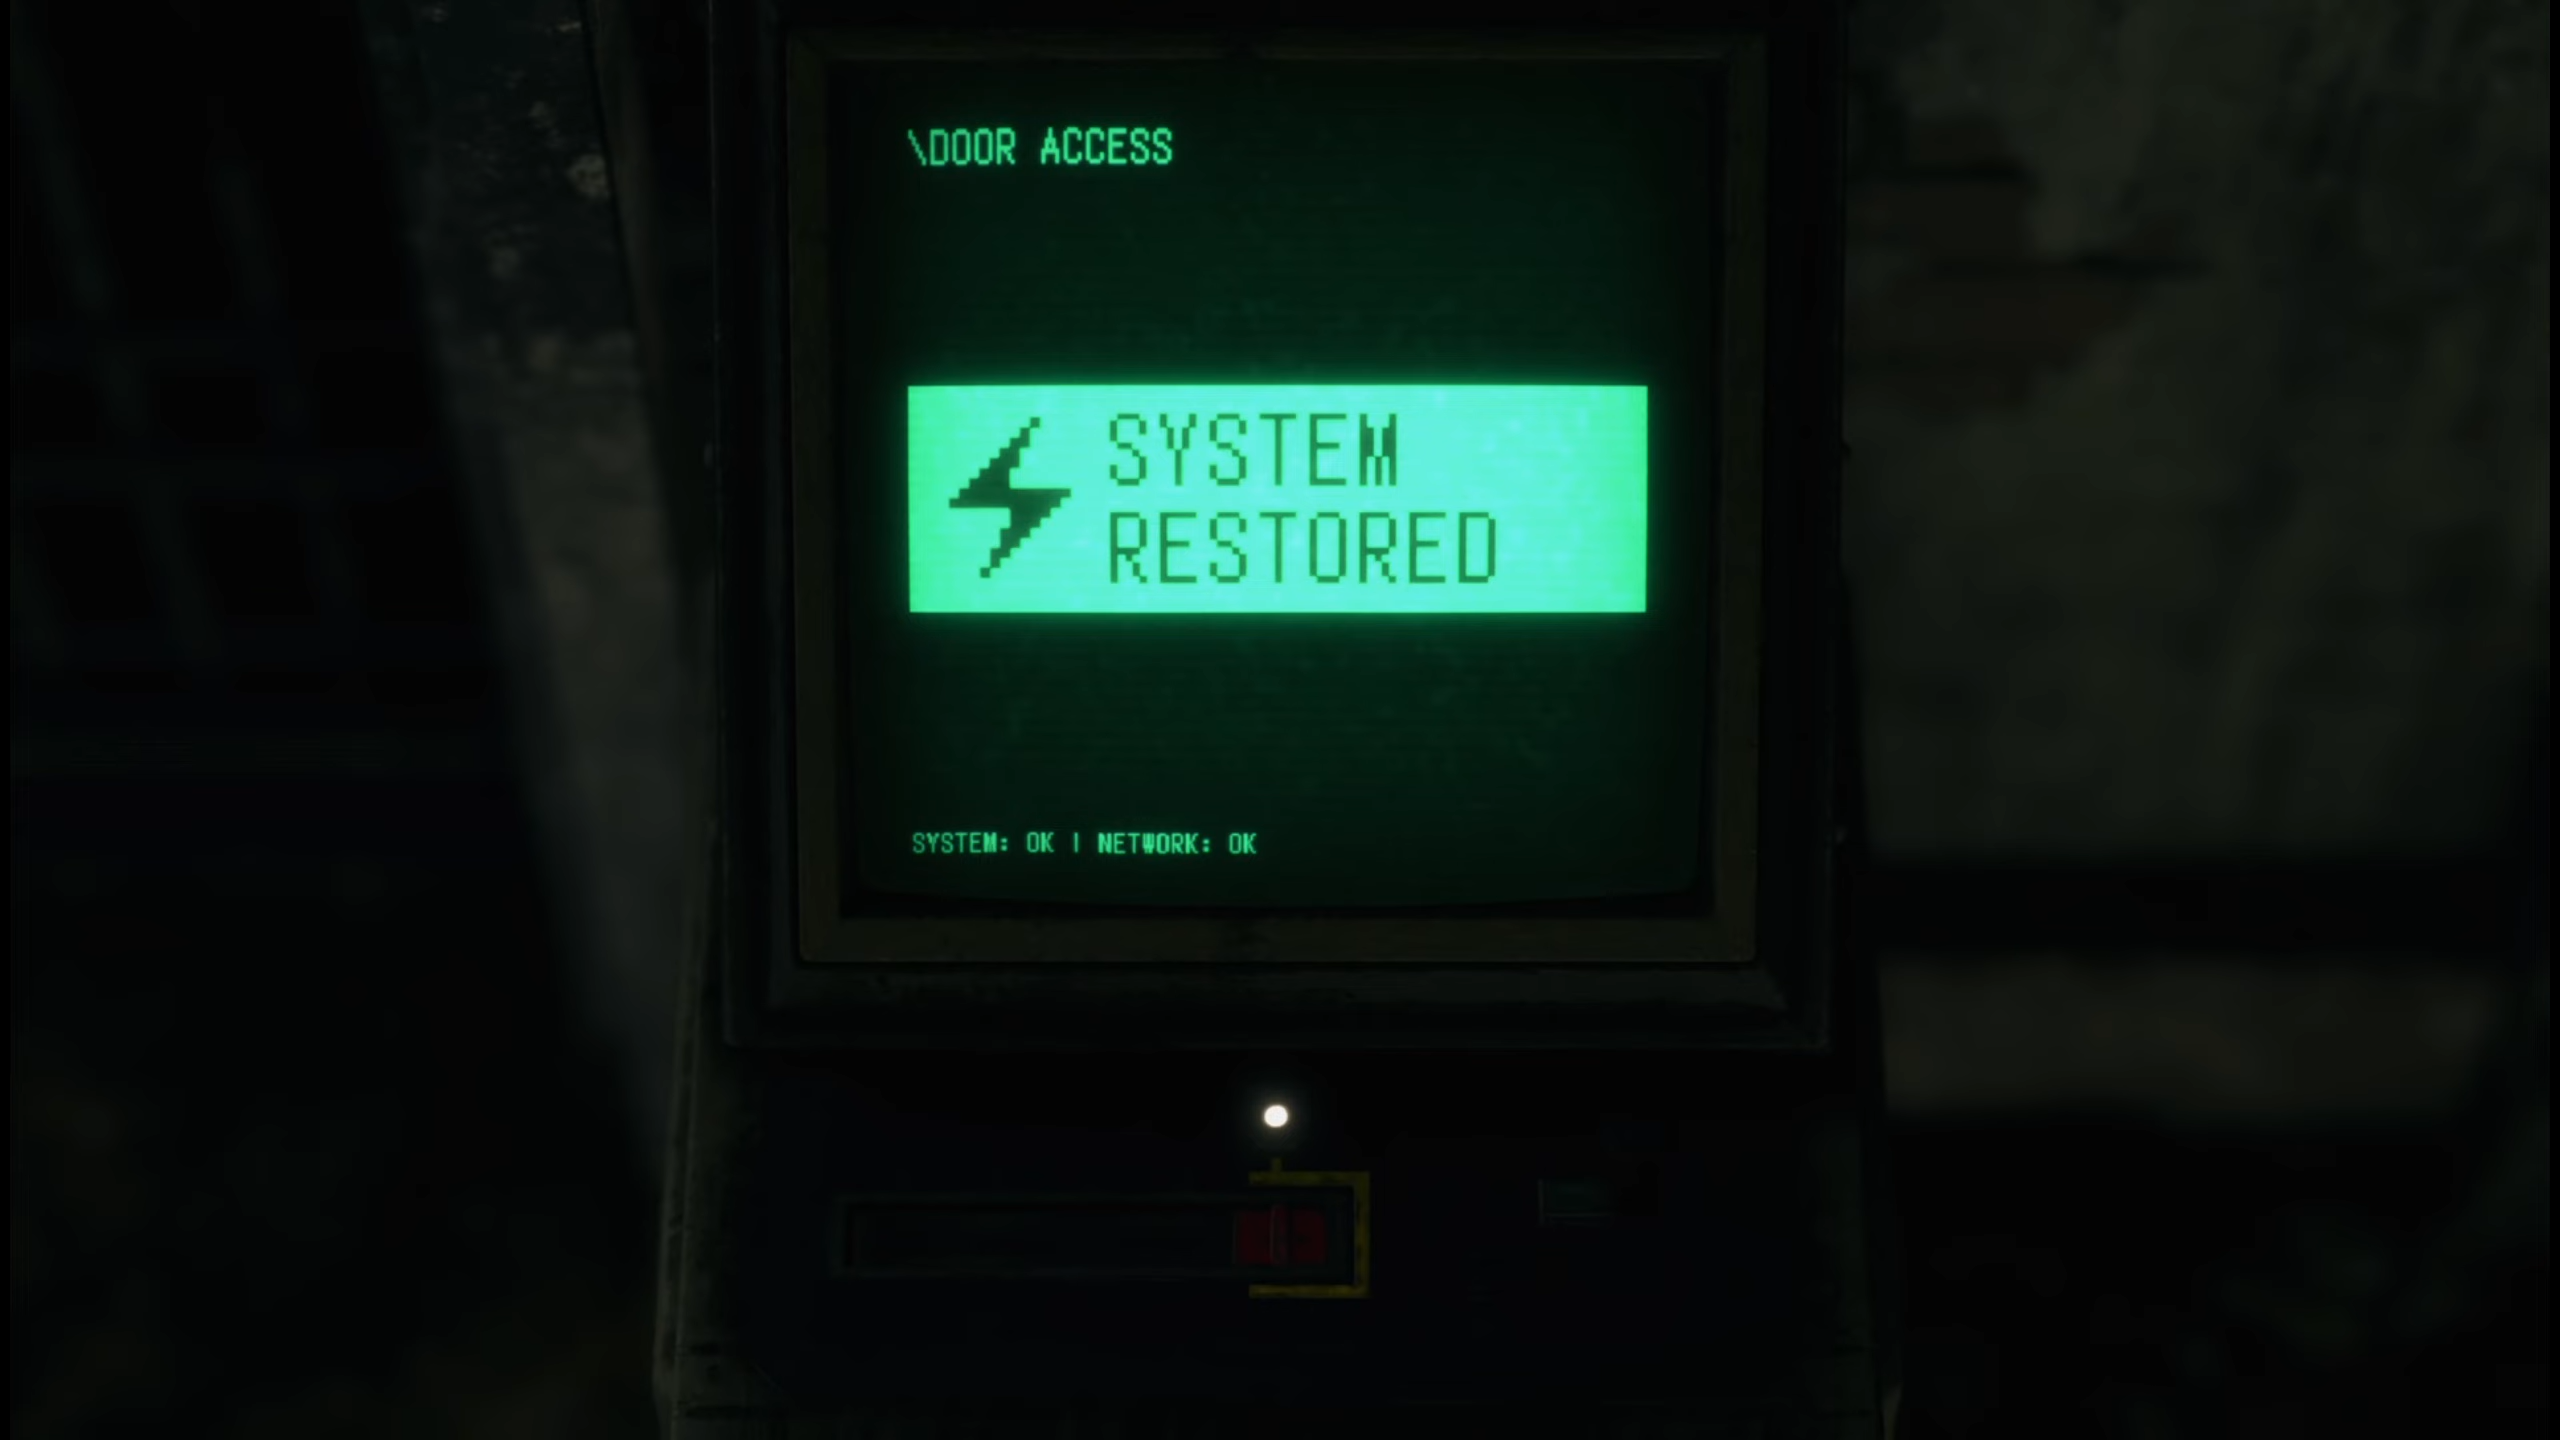 \DOOR ACCESS
SYSTEM
RESTORED
SYSTEM: OK | NETWORK: OK